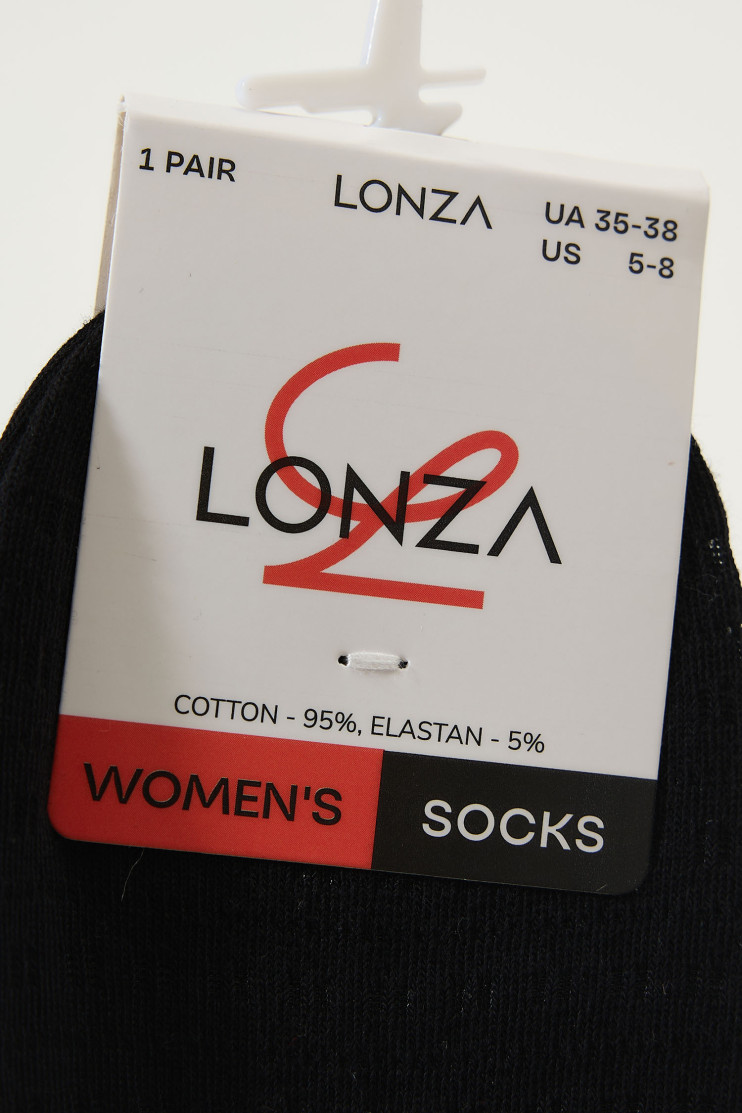 1 PAIR
LONZA
UA 35-38
US 5-8
LONZA
COTTON - 95%, ELASTAN - 5%
WOMEN'S
SOCKS